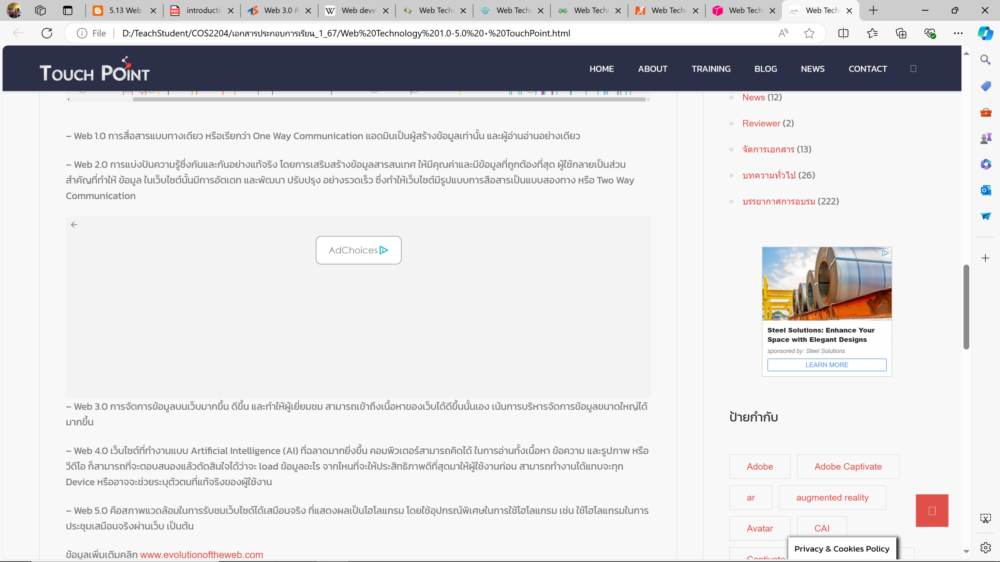 5.13 Web
introducti
Web 3.0 คื
Web deve
Web Techn
Web Techn
Web Techn
Web Techn
Web Tech
Web Tech
File
D:/TeachStudent/COS2204/เอกสารประกอบการเรียน_1_67/Web%20Technology%201.0-5.0%20⋆%20TouchPoint.html
TOUCH POINT
HOME
ABOUT
TRAINING
BLOG
NEWS
CONTACT
– Web 1.0 การสื่อสารแบบทางเดียว หรือเรียกว่า One Way Communication แอดมินเป็นผู้สร้างข้อมูลเท่านั้น และผู้อ่านอ่านอย่างเดียว
– Web 2.0 การแบ่งปันความรู้ซึ่งกันและกันอย่างแท้จริง โดยการเสริมสร้างข้อมูลสารสนเทศ ให้มีคุณค่าและมีข้อมูลที่ถูกต้องที่สุด ผู้ใช้กลายเป็นส่วน
สำคัญที่ทำให้ ข้อมูล ในเว็บไซต์นั้นมีการอัตเดท และพัฒนา ปรับปรุง อย่างรวดเร็ว ซึ่งทำให้เว็บไซต์มีรูปแบบการสือสารเป็นแบบสองทาง หรือ Two Way
Communication
AdChoices
– Web 3.0 การจัดการข้อมูลบนเว็บมากขึ้น ดีขึ้น และทำให้ผู้เยี่ยมชม สามารถเข้าถึงเนื้อหาของเว็บได้ดีขึ้นนั้นเอง เน้นการบริหารจัดการข้อมูลขนาดใหญ่ได้
มากขึ้น
– Web 4.0 เว็บไซต์ที่ทำงานแบบ Artificial Intelligence (AI) ที่ฉลาดมากยิ่งขึ้น คอมพิวเตอร์สามารถคิดได้ ในการอ่านทั้งเนื้อหา ข้อความ และรูปภาพ หรือ
วีดีโอ ก็สามารถที่จะตอบสนองแล้วตัดสินใจได้ว่าจะ load ข้อมูลอะไร จากไหนที่จะให้ประสิทธิภาพดีที่สุดมาให้ผู้ใช้งานก่อน สามารถทำงานได้แทบจะทุก
Device หรืออาจจะช่วยระบุตัวตนที่แท้จริงของผู้ใช้งาน
– Web 5.0 คือสภาพแวดล้อมในการรับชมเว็บไซต์ได้เสมือนจริง ที่แสดงผลเป็นโฮโลแกรม โดยใช้อุปกรณ์พิเศษในการใช้โฮโลแกรม เช่น ใช้โฮโลแกรมในการ
ประชุมเสมือนจริงผ่านเว็บ เป็นต้น
ข้อมูลเพิ่มเติมคลิก www.evolutionoftheweb.com
News (12)
Reviewer (2)
จัดการเอกสาร (13)
บทความทั่วไป (26)
บรรยากาศการอบรม (222)
Steel Solutions: Enhance Your
Space with Elegant Designs
sponsored by: Steel Solutions
LEARN MORE
ป้ายกำกับ
Adobe
Adobe Captivate
ar
augmented reality
Avatar
CAI
Captivate
Privacy & Cookies Policy